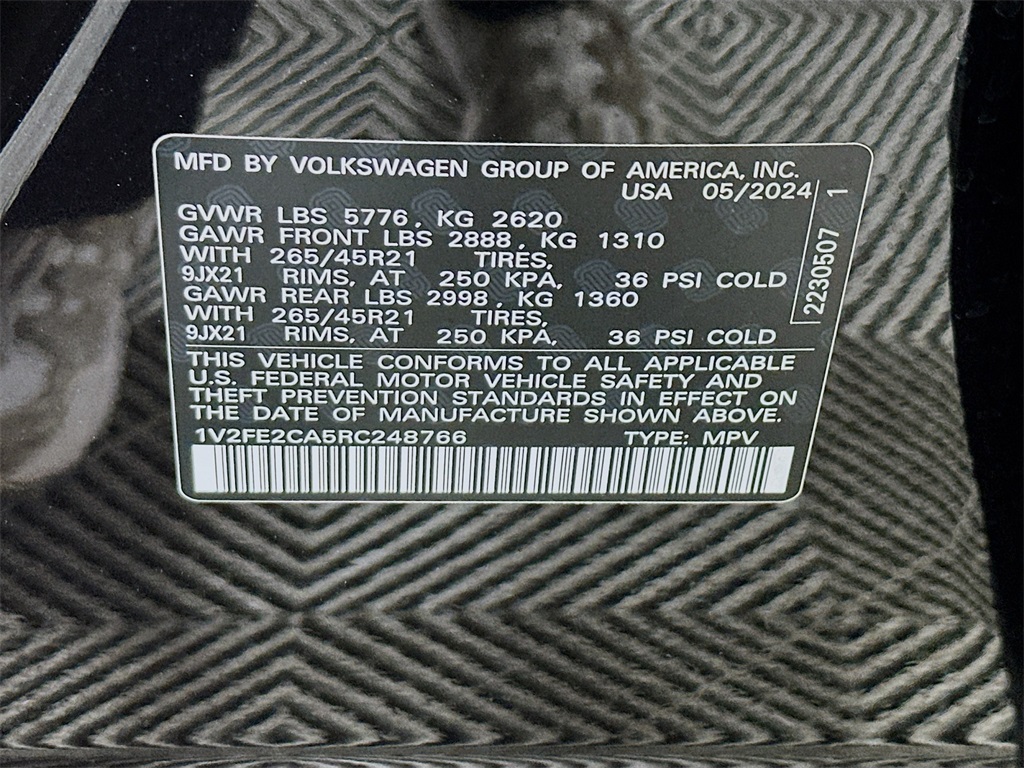 MFD BY VOLKSWAGEN GROUP OF AMERICA, INC.
USA 05/2024
GVWR LBS 5776, KG 2620
GAWR FRONT LBS 2888, KG 1310
WITH 265/45R21 TIRES,
9JX21 RIMS, AT 250 KPA, 36 PSI COLD
GAWR REAR LBS 2998, KG 1360
WITH 265/45R21 TIRES,
9JX21 RIMS, AT 250 KPA, 36 PSI COLD
THIS VEHICLE CONFORMS TO ALL APPLICABLE
U.S. FEDERAL MOTOR VEHICLE SAFETY AND
THEFT PREVENTION STANDARDS IN EFFECT ON
THE DATE OF MANUFACTURE SHOWN ABOVE.
1V2FE2CA5RC248766 TYPE: MPV
2230507 1